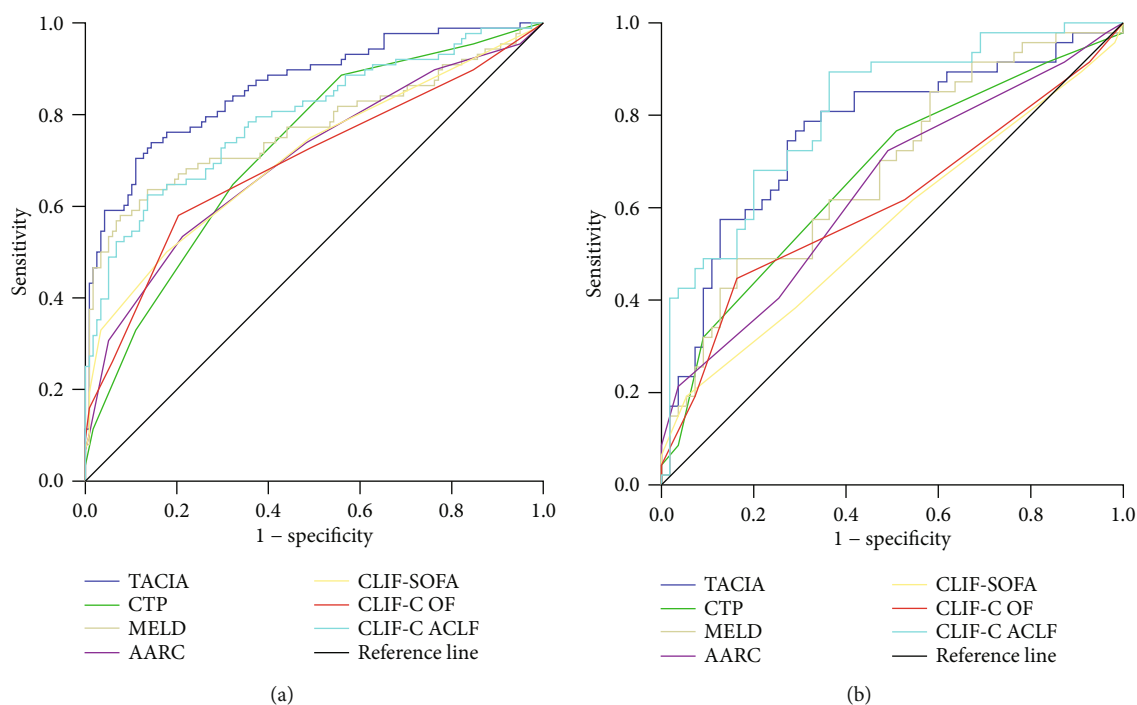 1.0
0.8
0.6
0.4
0.2
0.0
Sensitivity
0.0 0.2 0.4 0.6 0.8 1.0
1 − specificity
TACIA
CTP
MELD
AARC
CLIF-SOFA
CLIF-C OF
CLIF-C ACLF
Reference line
(a)
1.0
0.8
0.6
0.4
0.2
0.0
Sensitivity
0.0 0.2 0.4 0.6 0.8 1.0
1 − specificity
TACIA
CTP
MELD
AARC
CLIF-SOFA
CLIF-C OF
CLIF-C ACLF
Reference line
(b)